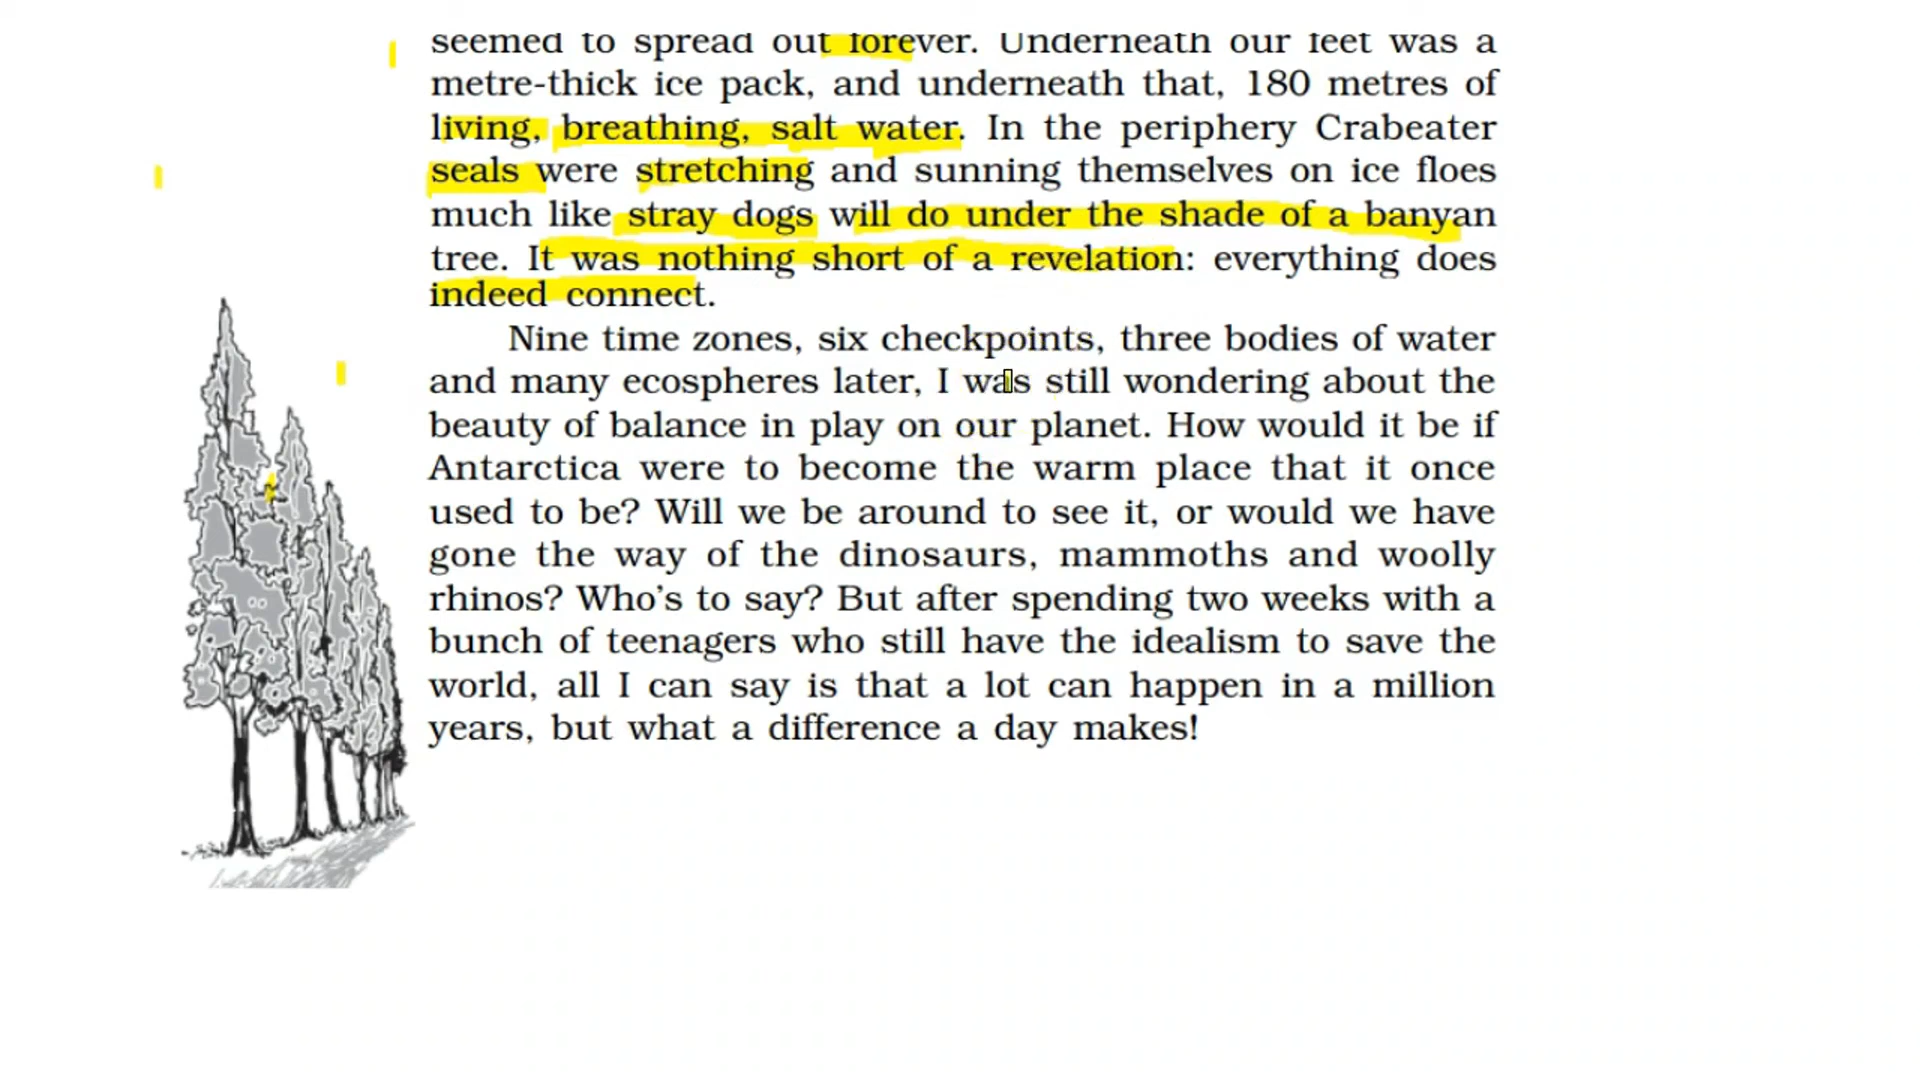 seemed to spread out forever. Underneath our feet was a
metre-thick ice pack, and underneath that, 180 metres of
living, breathing, salt water. In the periphery Crabeater
seals were stretching and sunning themselves on ice floes
much like stray dogs will do under the shade of a banyan
tree. It was nothing short of a revelation: everything does
indeed connect.
Nine time zones, six checkpoints, three bodies of water
and many ecospheres later, I was still wondering about the
beauty of balance in play on our planet. How would it be if
Antarctica were to become the warm place that it once
used to be? Will we be around to see it, or would we have
gone the way of the dinosaurs, mammoths and woolly
rhinos? Who's to say? But after spending two weeks with a
bunch of teenagers who still have the idealism to save the
world, all I can say is that a lot can happen in a million
years, but what a difference a day makes!